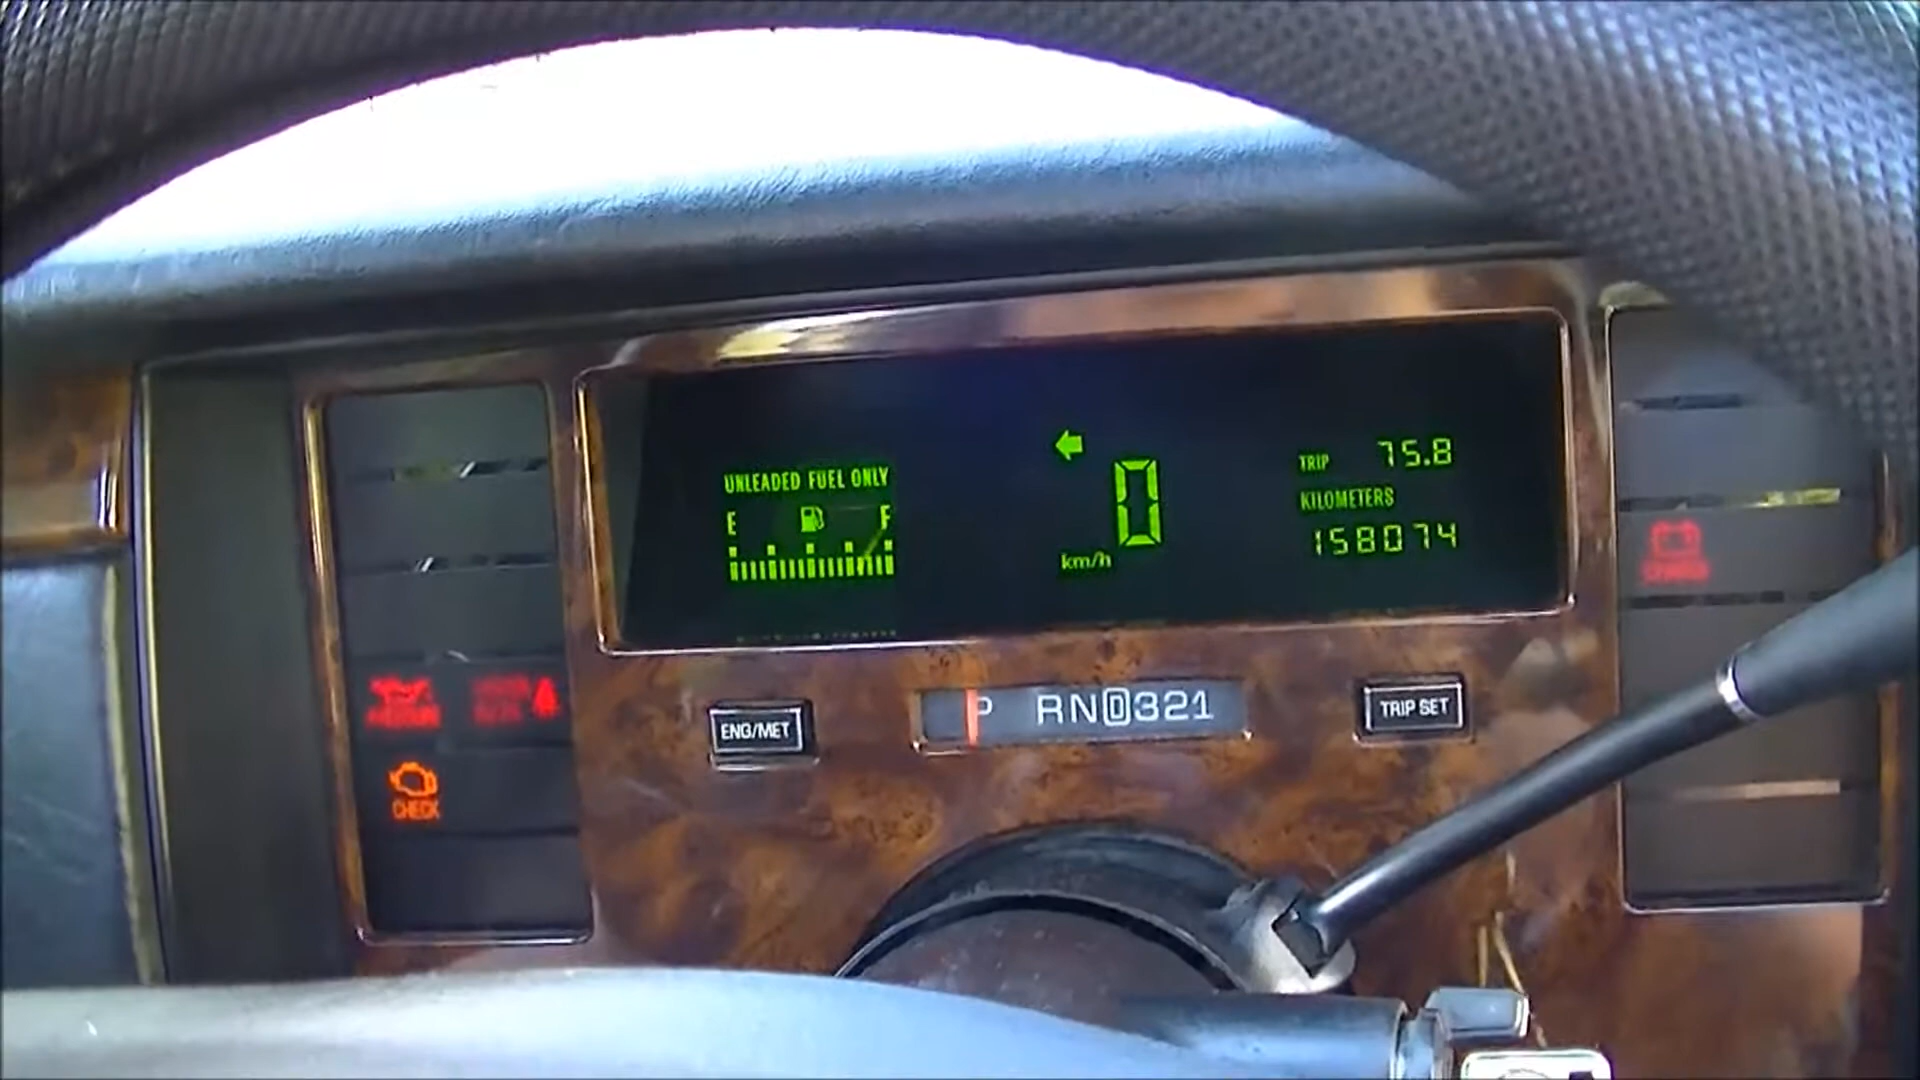 UNLEADED FUEL ONLY
E F
0
km/h
TRIP 75.8
KILOMETERS
158074
CHECK
ENG/MET
P RND321
TRIP SET